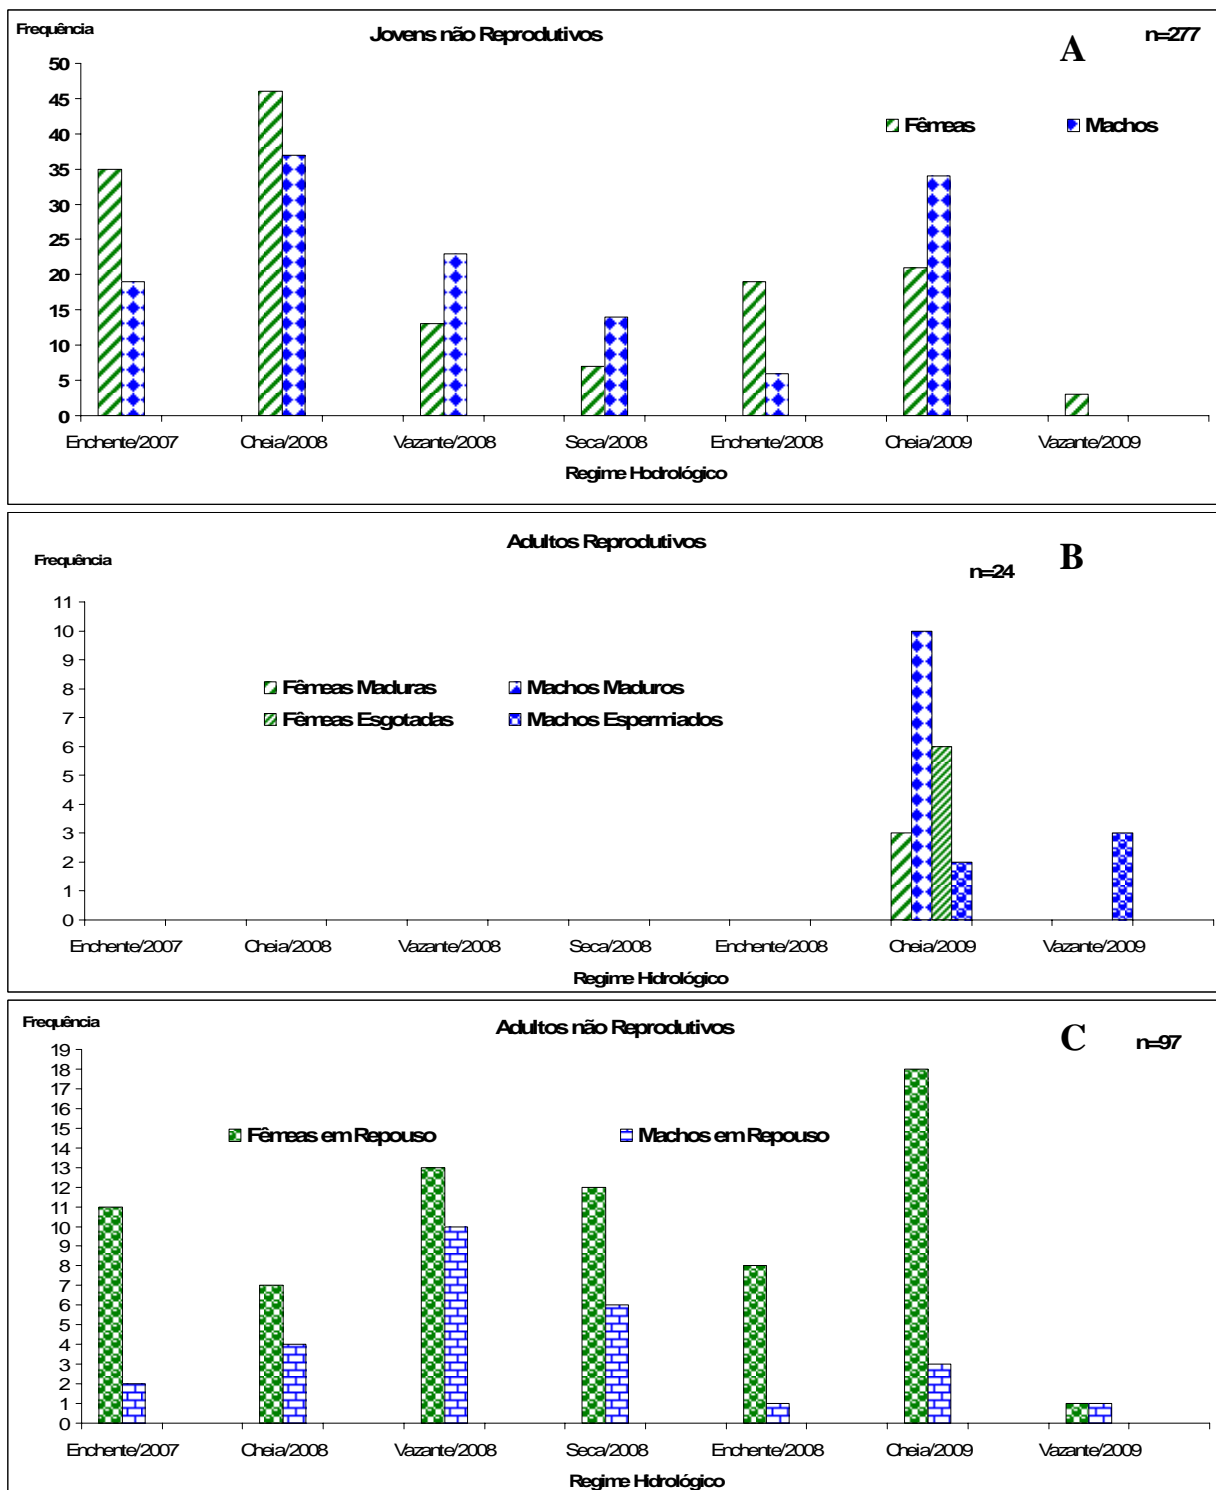 Frequência
Jovens não Reprodutivos
A
n=277
50
45
40
35
30
25
20
15
10
5
0
Fêmeas
Machos
Enchente/2007
Cheia/2008
Vazante/2008
Seca/2008
Enchente/2008
Cheia/2009
Vazante/2009
Regime Hodrológico
Adultos Reprodutivos
B
Frequência
n=24
11
10
9
8
7
6
5
4
3
2
1
0
Fêmeas Maduras
Machos Maduros
Fêmeas Esgotadas
Machos Espermiados
Enchente/2007
Cheia/2008
Vazante/2008
Seca/2008
Enchente/2008
Cheia/2009
Vazante/2009
Regime Hidrológico
Frequência
Adultos não Reprodutivos
C
n=97
19
18
17
16
15
14
13
12
11
10
9
8
7
6
5
4
3
2
1
0
Fêmeas em Repouso
Machos em Repouso
Enchente/2007
Cheia/2008
Vazante/2008
Seca/2008
Enchente/2008
Cheia/2009
Vazante/2009
Regime Hidrológico